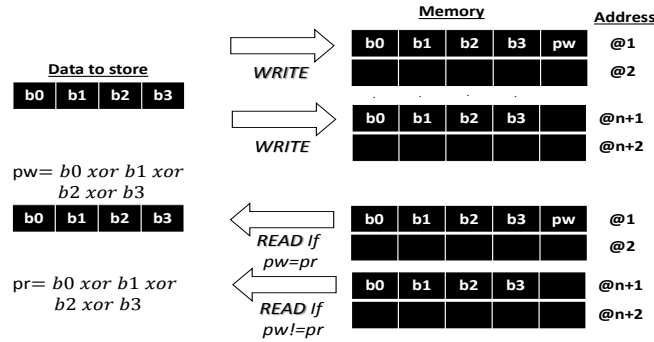 Memory Address
b0 b1 b2 b3 pw @1
Data to store WRITE @2
b0 b1 b2 b3
b0 b1 b2 b3 @n+1
WRITE @n+2
pw= b0 xor b1 xor
b2 xor b3
b0 b1 b2 b3
b0 b1 b2 b3 pw @1
READ If @2
pw=pr
pr= b0 xor b1 xor
b2 xor b3
b0 b1 b2 b3 @n+1
READ If @n+2
pw!=pr